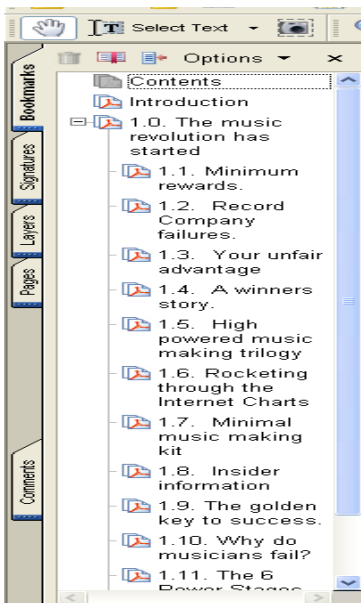 Select Text
Options
Bookmarks
Signatures
Layers
Pages
Comments
Contents
Introduction
1.0. The music
revolution has
started
1.1. Minimum
rewards.
1.2. Record
Company
failures.
1.3. Your unfair
advantage
1.4. A winners
story.
1.5. High
powered music
making trilogy
1.6. Rocketing
through the
Internet Charts
1.7. Minimal
music making
kit
1.8. Insider
information
1.9. The golden
key to success.
1.10. Why do
musicians fail?
1.11. The 6
Power Stages